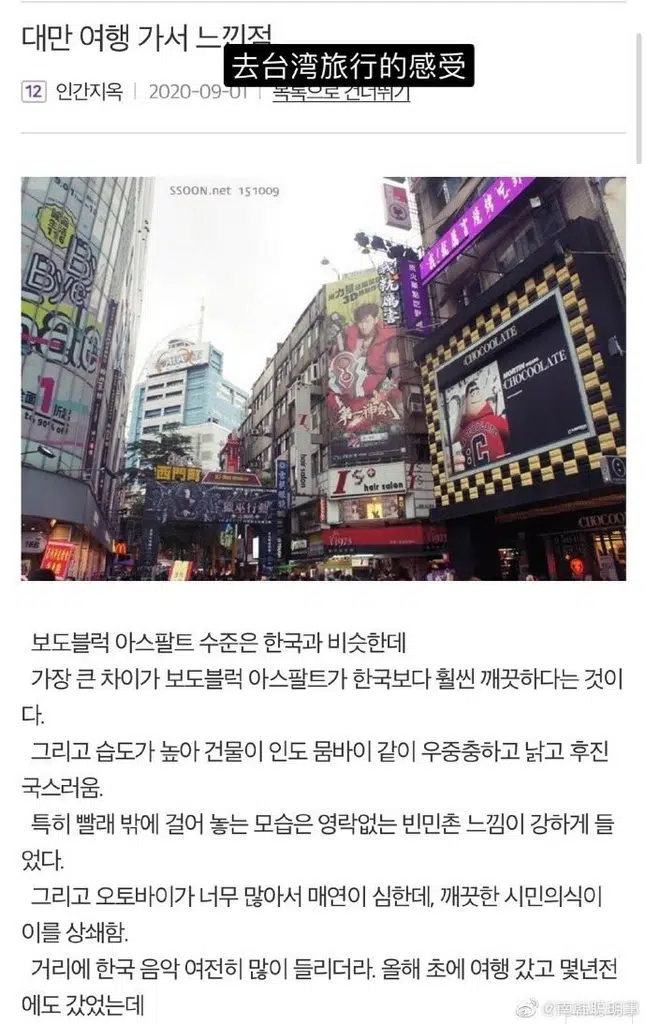 대만 여행 가서 느낀점
去台湾旅行的感受
12 인간지옥 | 2020-09-01 | 목록으로 건너뛰기
SSOON.net 151009
CHOCOOLATE
CHOCOOLATE
西門町
hair salon
1973
보도블럭 아스팔트 수준은 한국과 비슷한데
가장 큰 차이가 보도블럭 아스팔트가 한국보다 훨씬 깨끗하다는 것이
다.
그리고 습도가 높아 건물이 인도 뭄바이 같이 우중충하고 낡고 후진
국스러움.
특히 빨래 밖에 걸어 놓는 모습은 영락없는 빈민촌 느낌이 강하게 들
었다.
그리고 오토바이가 너무 많아서 매연이 심한데, 깨끗한 시민의식이
이를 상쇄함.
거리에 한국 음악 여전히 많이 들리더라. 올해 초에 여행 갔고 몇년전
에도 갔었는데
@南韩聪明事